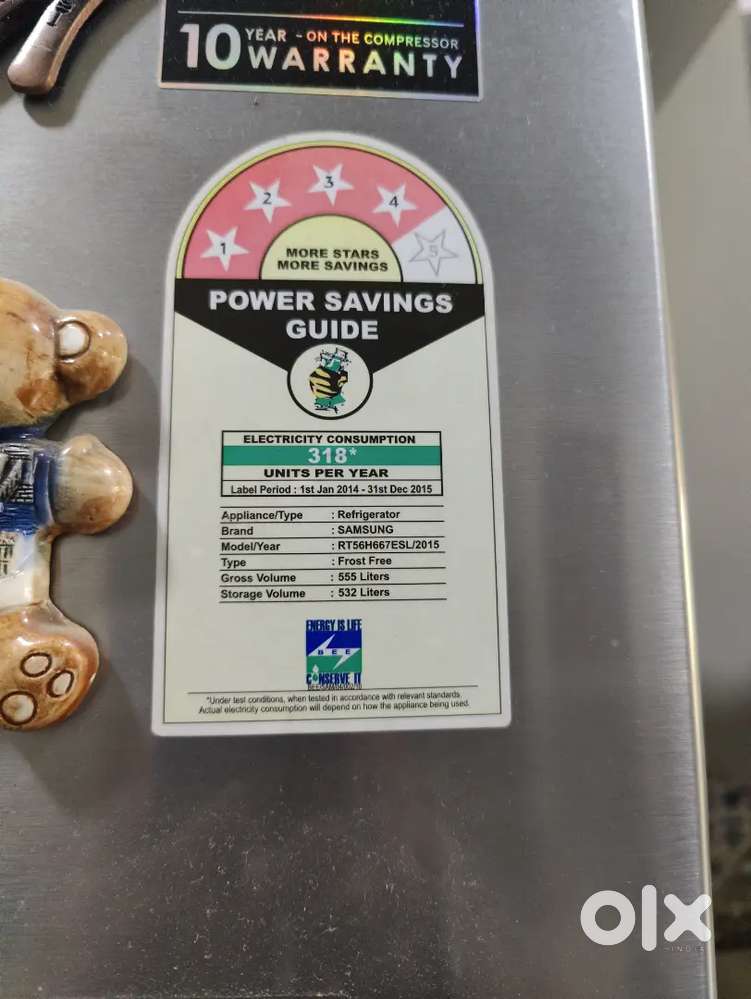 10 YEAR - ON THE COMPRESSOR
WARRANTY
1 2 3 4 5
MORE STARS
MORE SAVINGS
POWER SAVINGS
GUIDE
ELECTRICITY CONSUMPTION
318*
UNITS PER YEAR
Label Period : 1st Jan 2014 - 31st Dec 2015
Appliance/Type : Refrigerator
Brand : SAMSUNG
Model/Year : RT56H667ESL/2015
Type : Frost Free
Gross Volume : 555 Liters
Storage Volume : 532 Liters
ENERGY IS LIFE
BEE
CONSERVE IT
*Under test conditions, when tested in accordance with relevant standards.
Actual electricity consumption will depend on how the appliance being used.
olx
INDIA